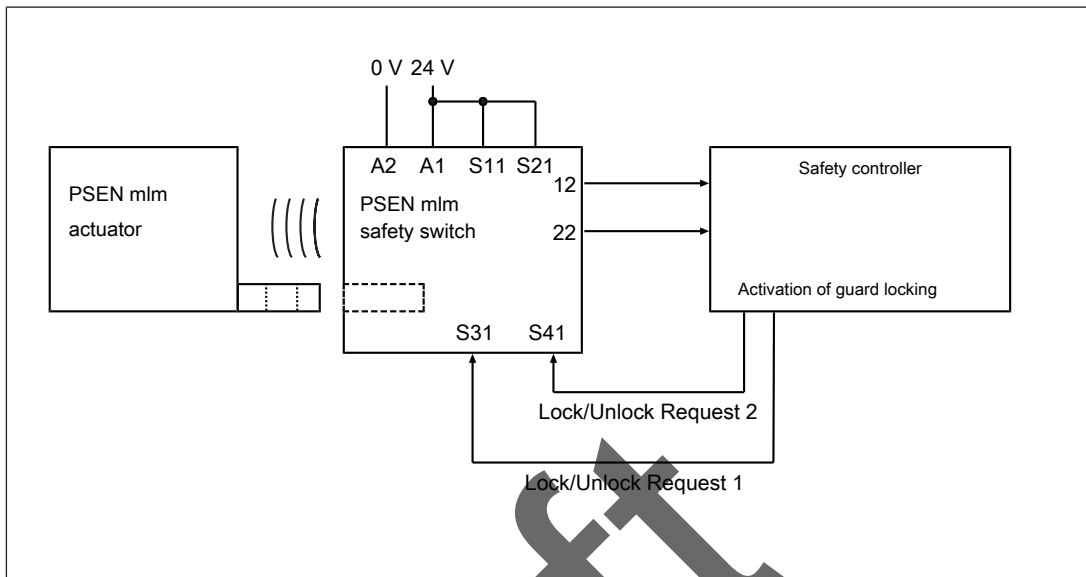 0 V 24 V
A2 A1 S11 S21
12
22
PSEN mlm
actuator
PSEN mlm
safety switch
S31 S41
Safety controller
Activation of guard locking
Lock/Unlock Request 2
Lock/Unlock Request 1
ft